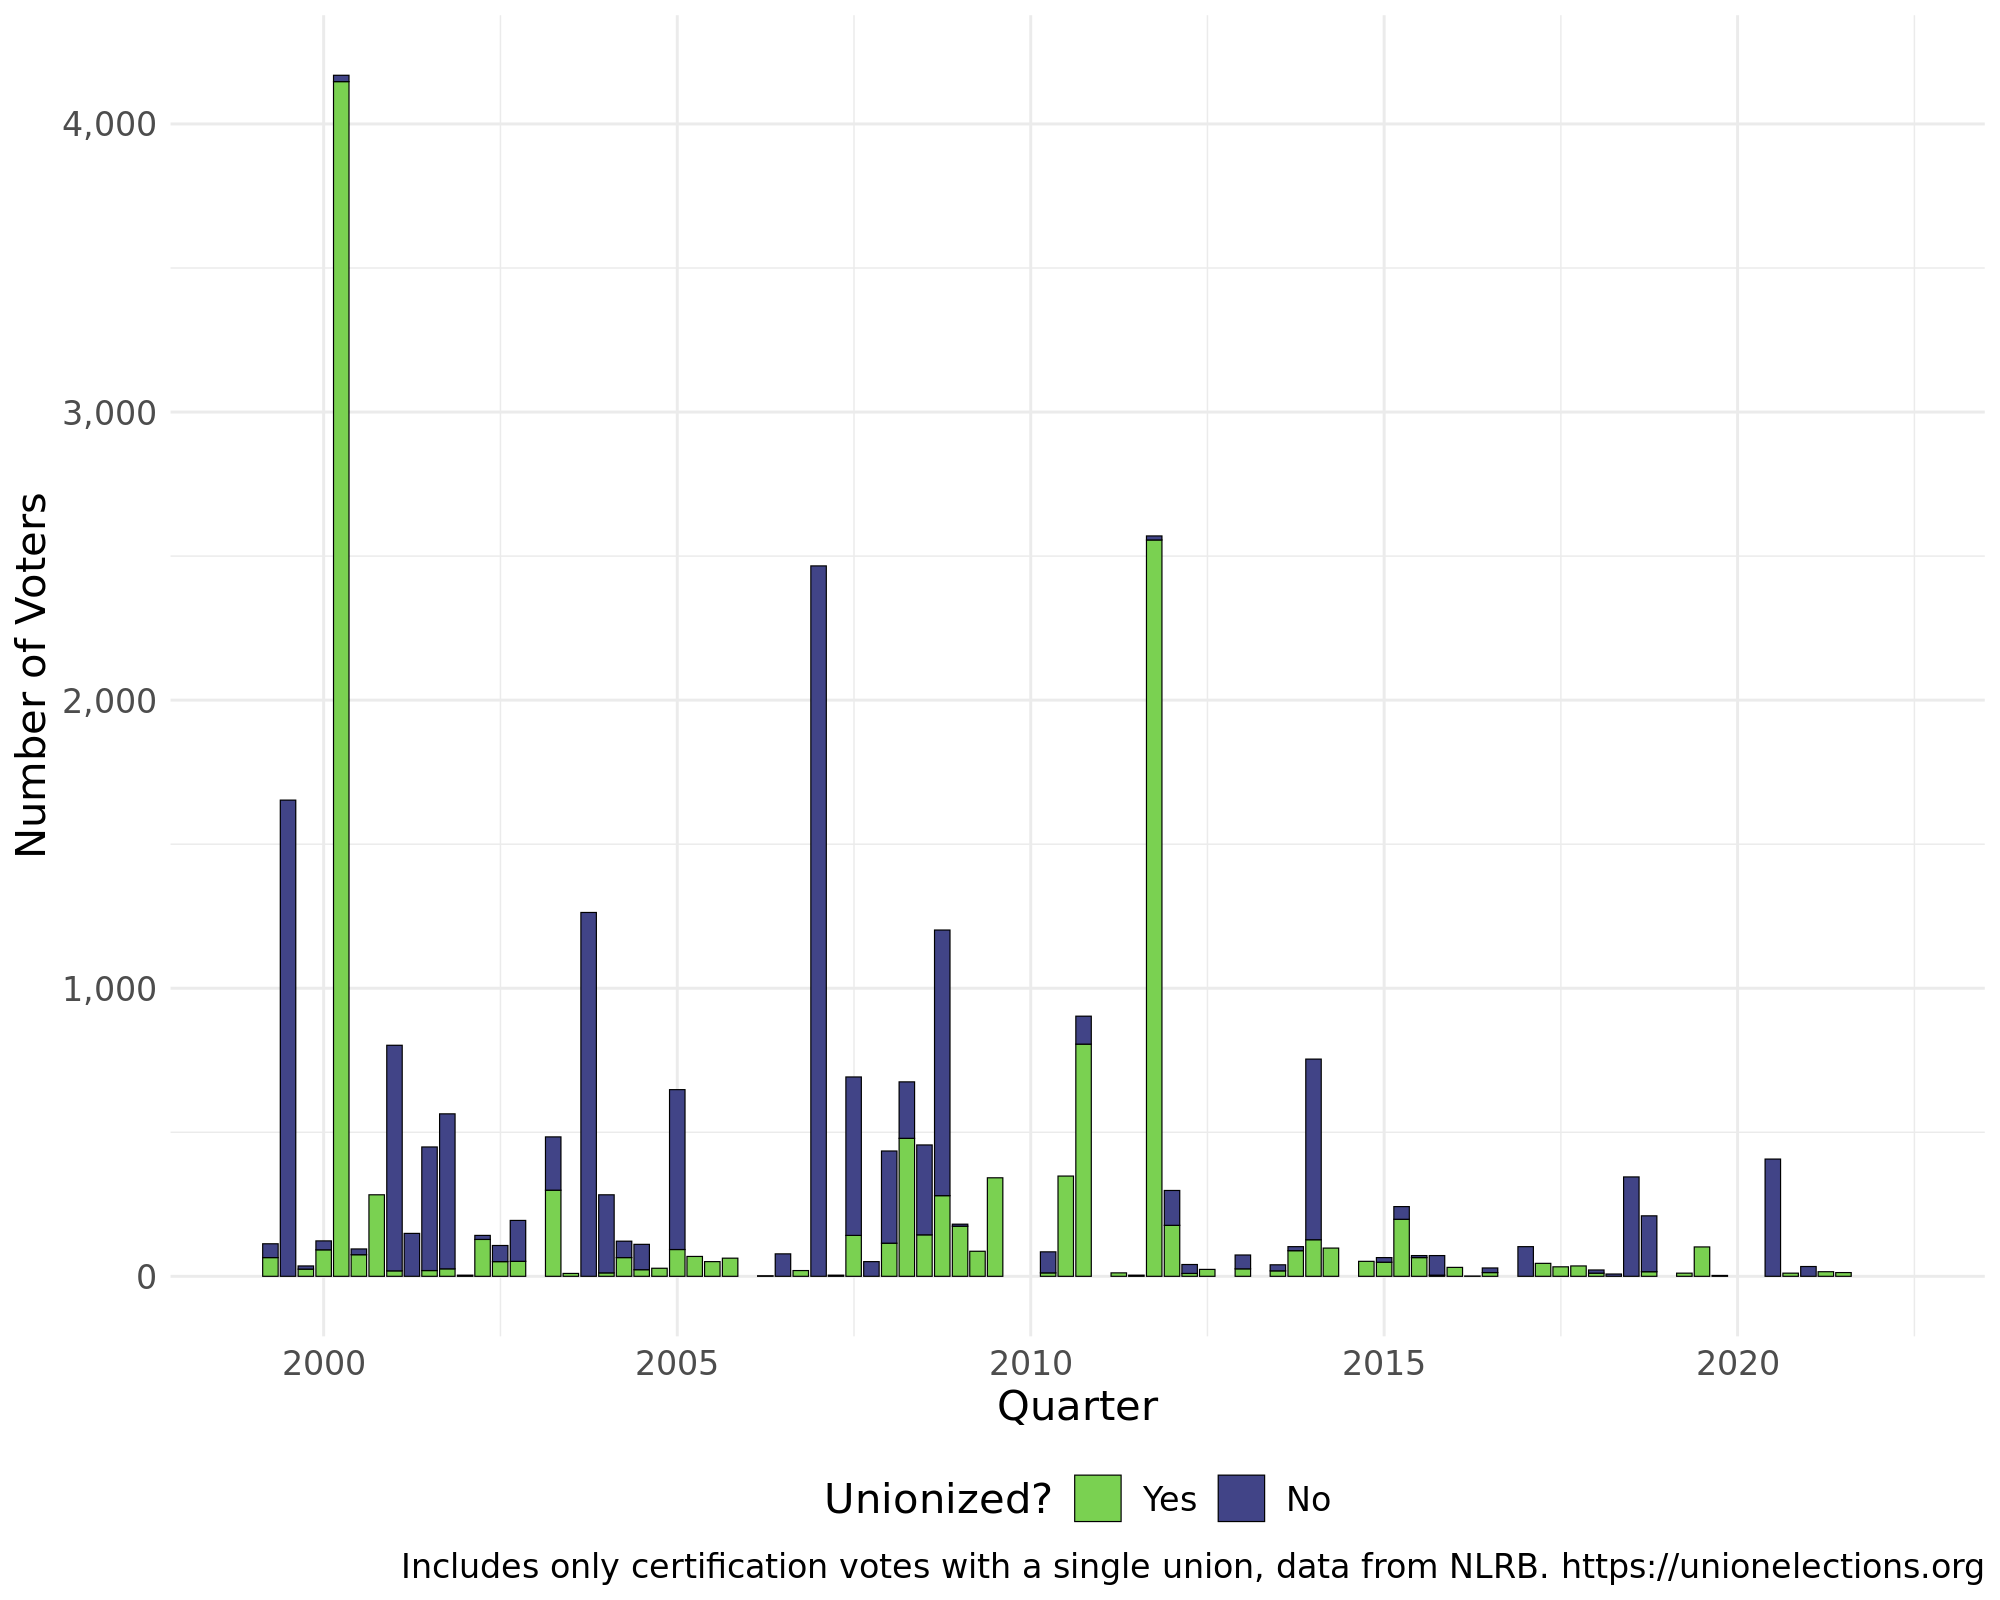 4,000
3,000
2,000
1,000
0
Number of Voters
2000 2005 2010 2015 2020
Quarter
Unionized? Yes No
Includes only certification votes with a single union, data from NLRB. https://unionelections.org